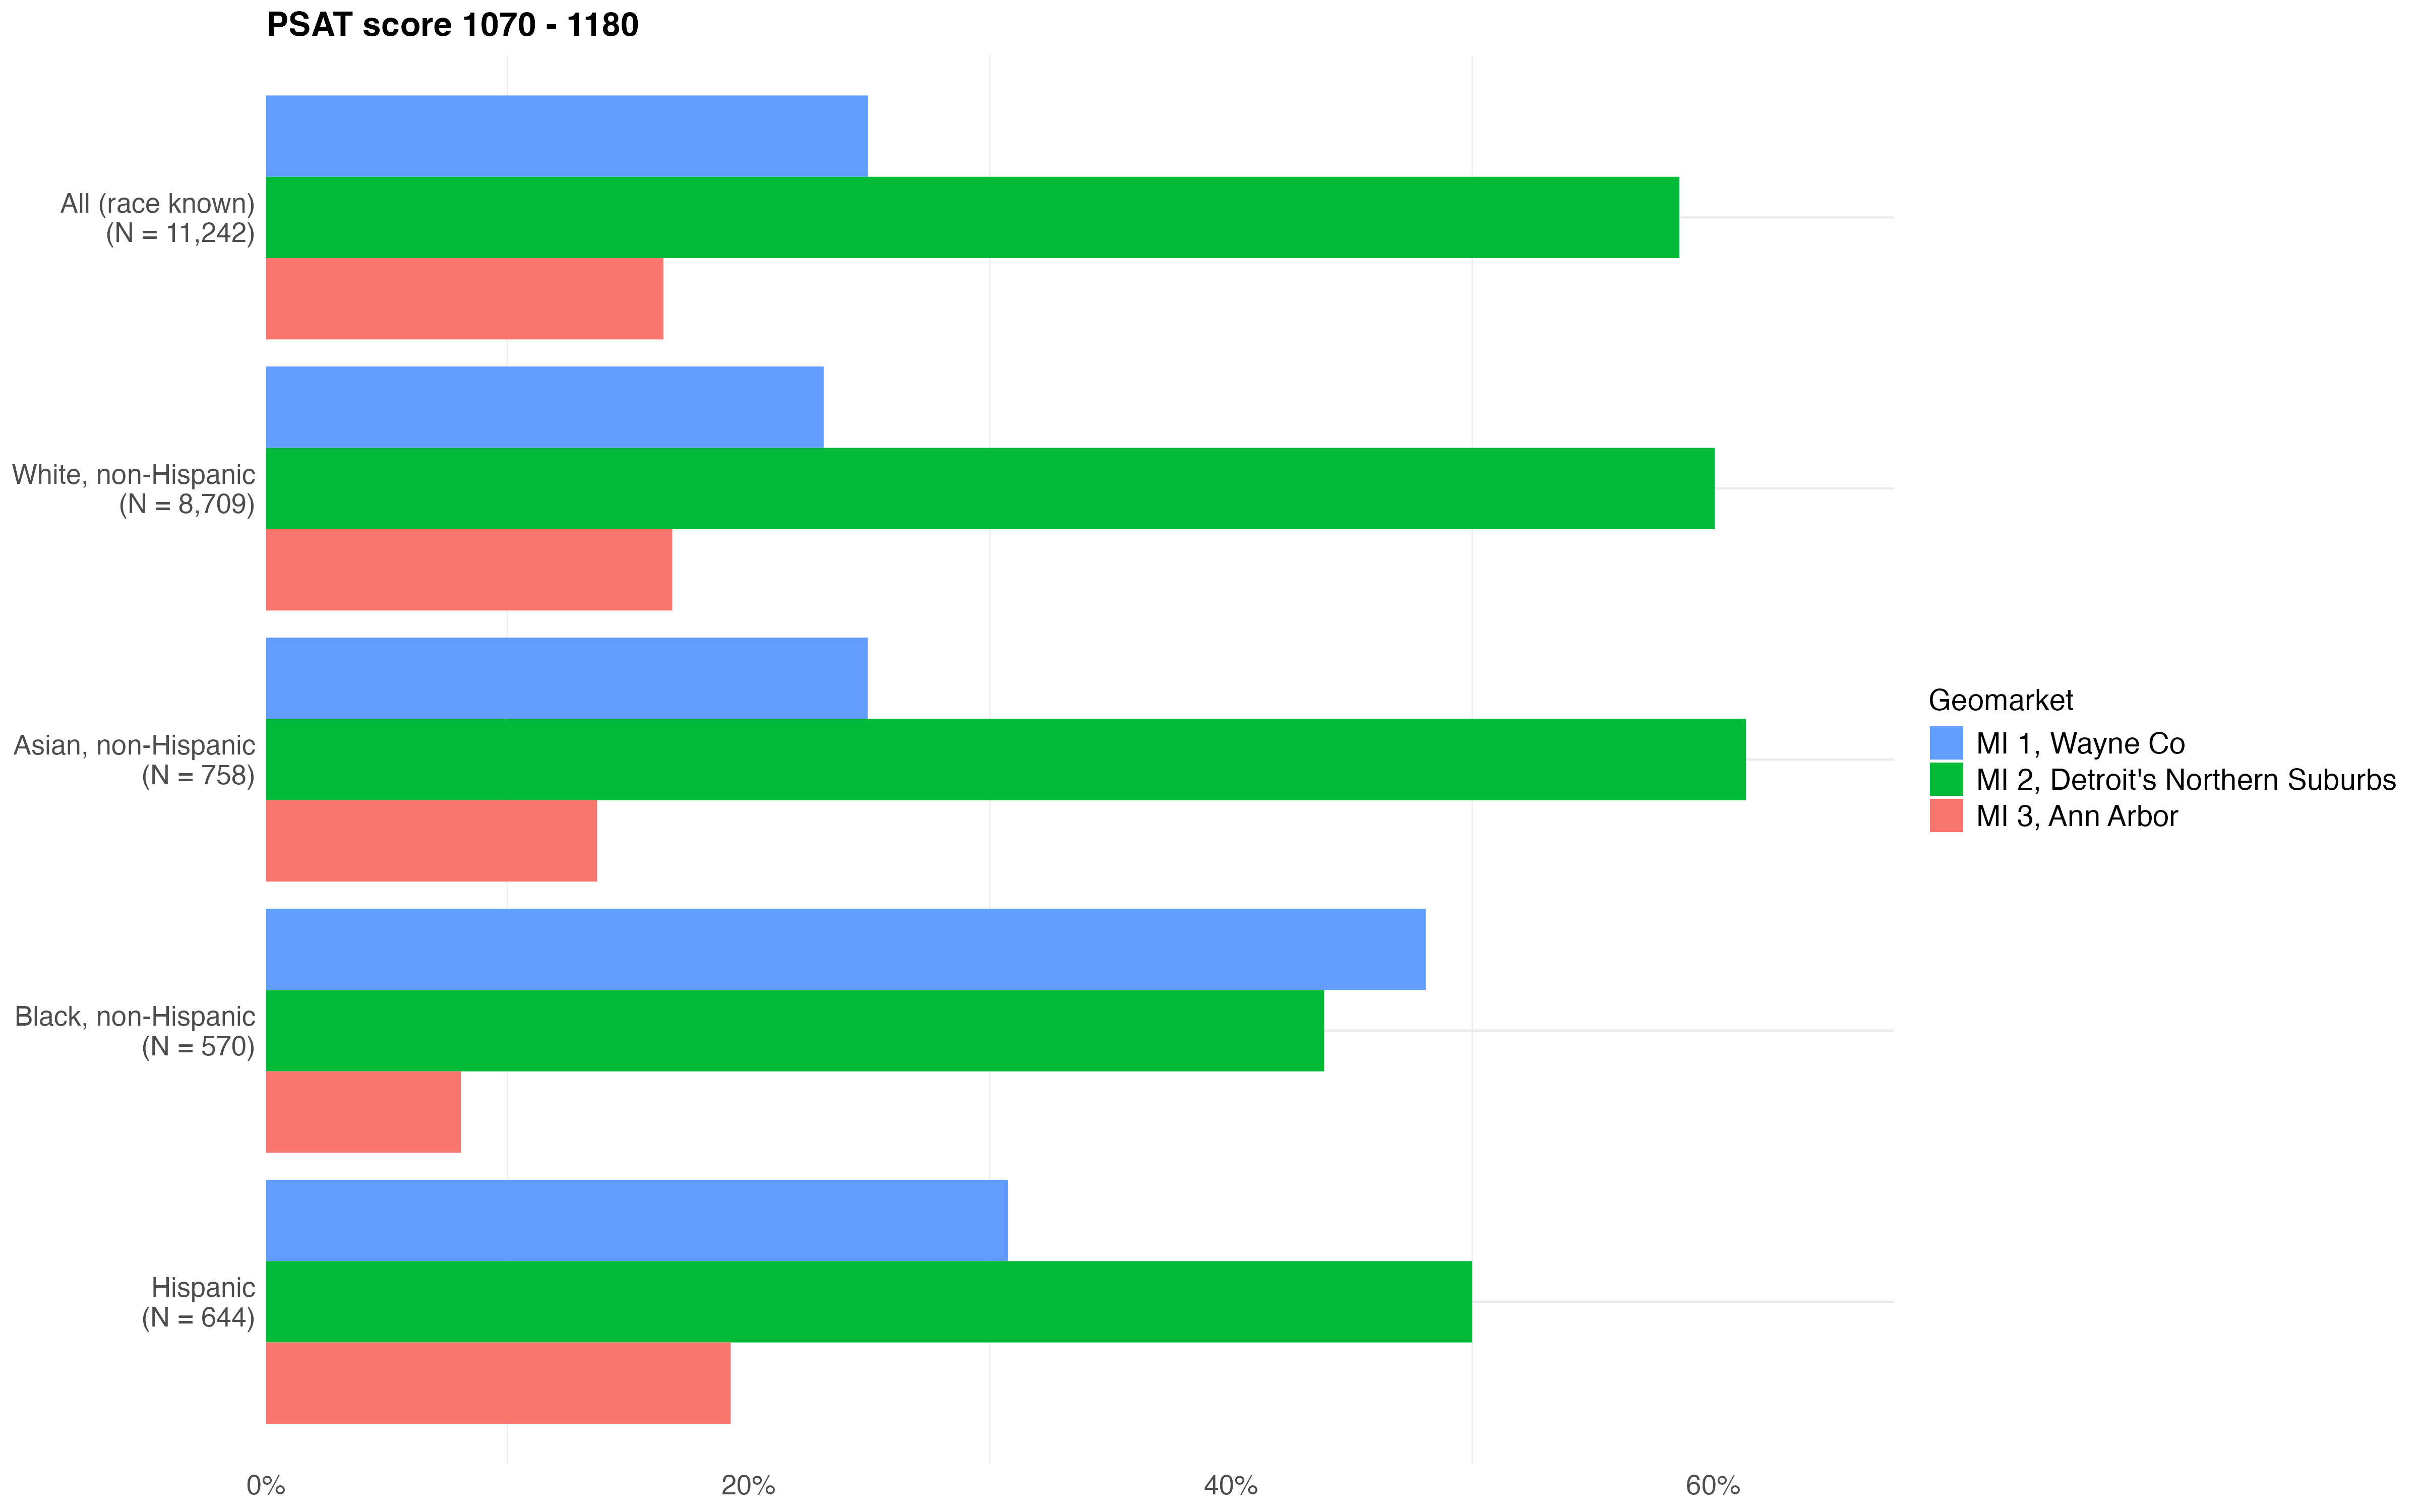 PSAT score 1070 - 1180
All (race known)
(N = 11,242)
White, non-Hispanic
(N = 8,709)
Asian, non-Hispanic
(N = 758)
Black, non-Hispanic
(N = 570)
Hispanic
(N = 644)
0%
20%
40%
60%
Geomarket
MI 1, Wayne Co
MI 2, Detroit's Northern Suburbs
MI 3, Ann Arbor